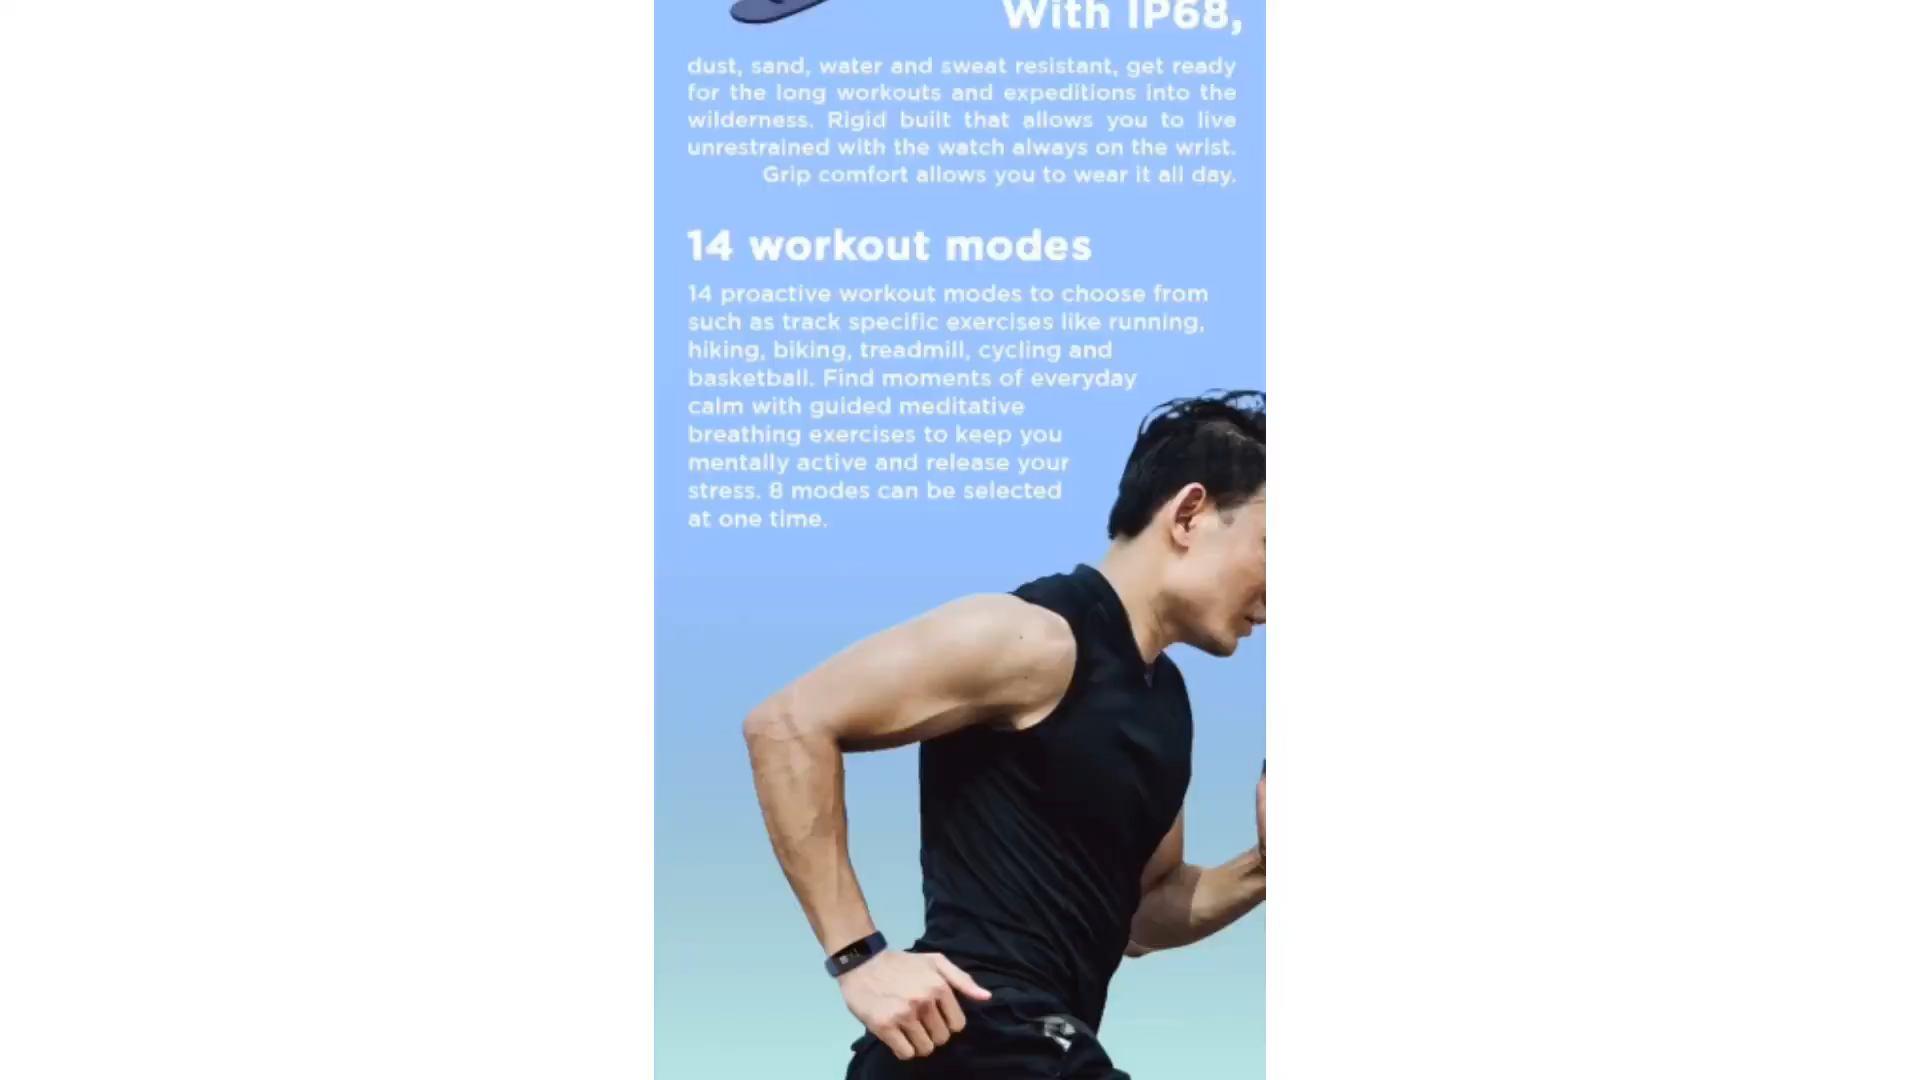 With IP68,
dust, sand, water and sweat resistant, get ready
for the long workouts and expeditions into the
wilderness. Rigid built that allows you to live
unrestrained with the watch always on the wrist.
Grip comfort allows you to wear it all day.
14 workout modes
14 proactive workout modes to choose from
such as track specific exercises like running,
hiking, biking, treadmill, cycling and
basketball. Find moments of everyday
calm with guided meditative
breathing exercises to keep you
mentally active and release your
stress. 8 modes can be selected
at one time.